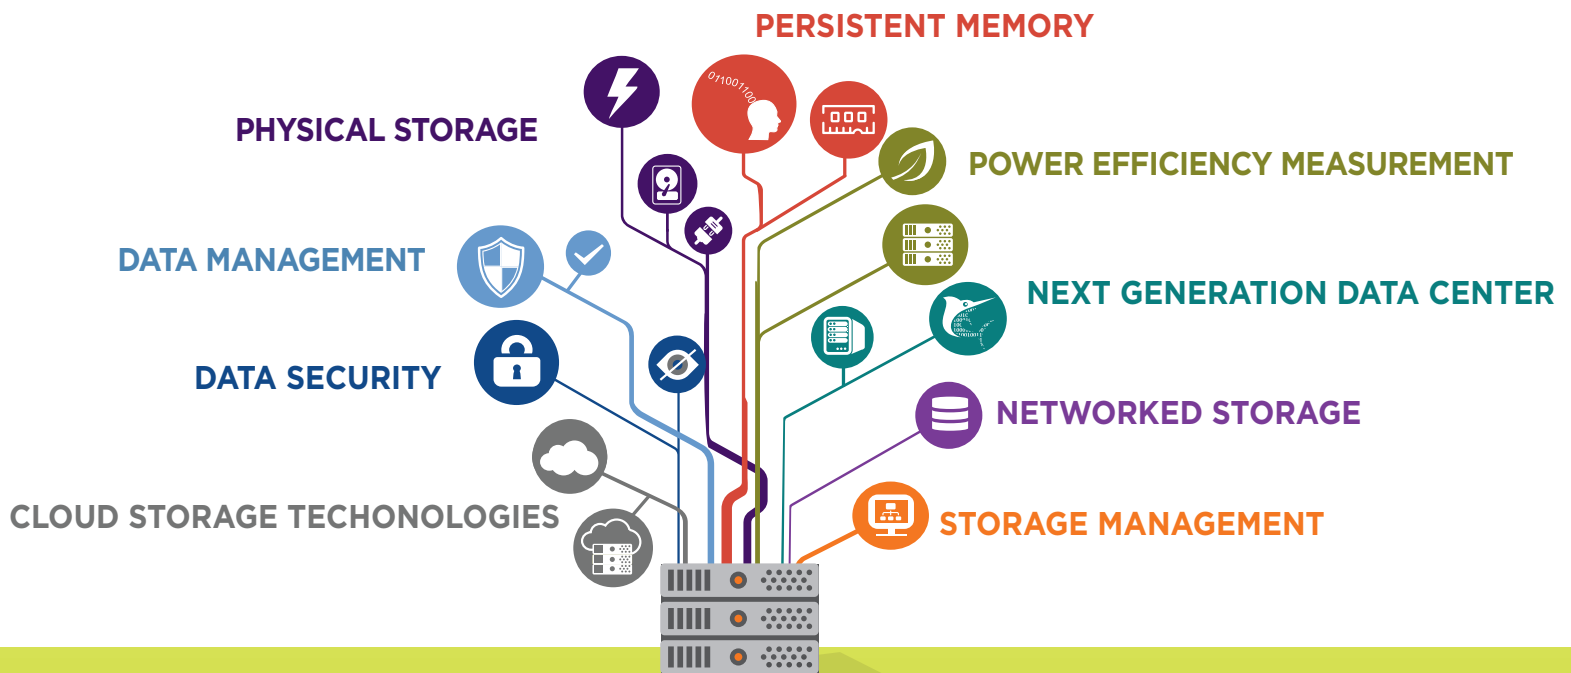 PERSISTENT MEMORY
011001100
PHYSICAL STORAGE
POWER EFFICIENCY MEASUREMENT
DATA MANAGEMENT
NEXT GENERATION DATA CENTER
DATA SECURITY
NETWORKED STORAGE
CLOUD STORAGE TECHONOLOGIES
STORAGE MANAGEMENT